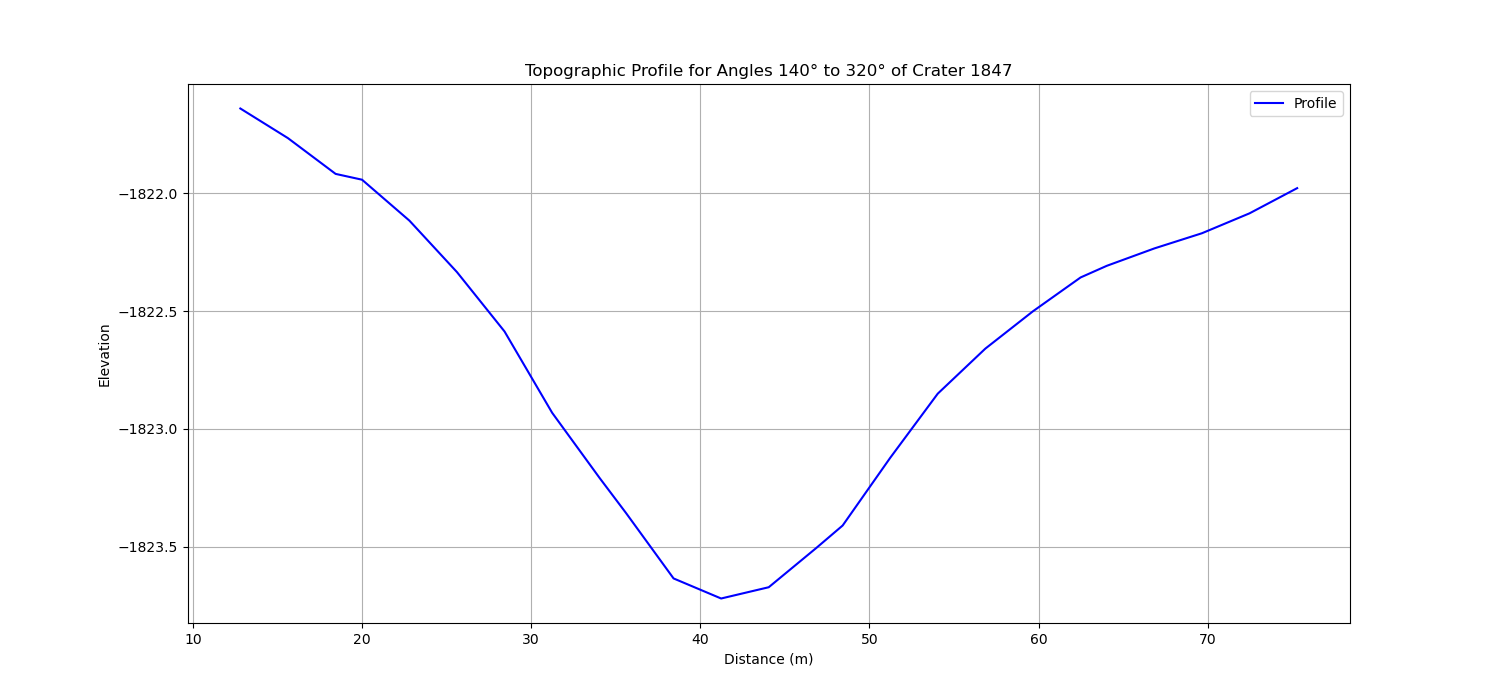 Topographic Profile for Angles 140° to 320° of Crater 1847
Profile
−1822.0
−1822.5
−1823.0
−1823.5
Elevation
10 20 30 40 50 60 70
Distance (m)